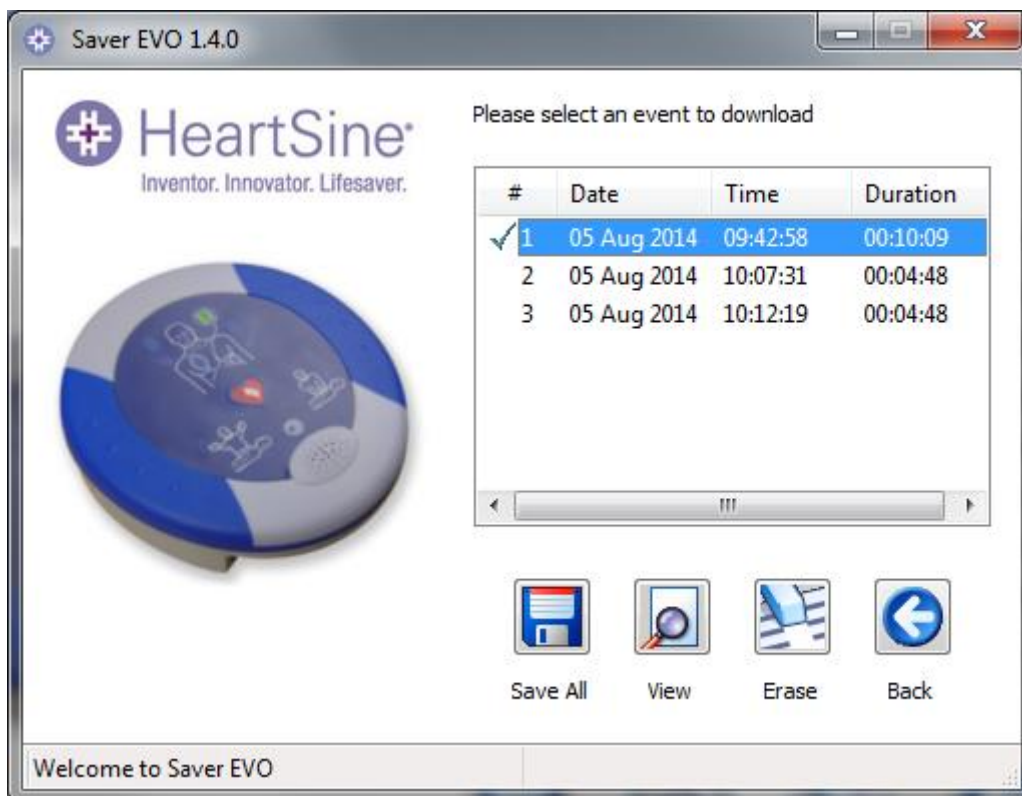 Saver EVO 1.4.0
HeartSine®
Inventor. Innovator. Lifesaver.
Please select an event to download
# Date Time Duration
1 05 Aug 2014 09:42:58 00:10:09
2 05 Aug 2014 10:07:31 00:04:48
3 05 Aug 2014 10:12:19 00:04:48
Save All View Erase Back
Welcome to Saver EVO